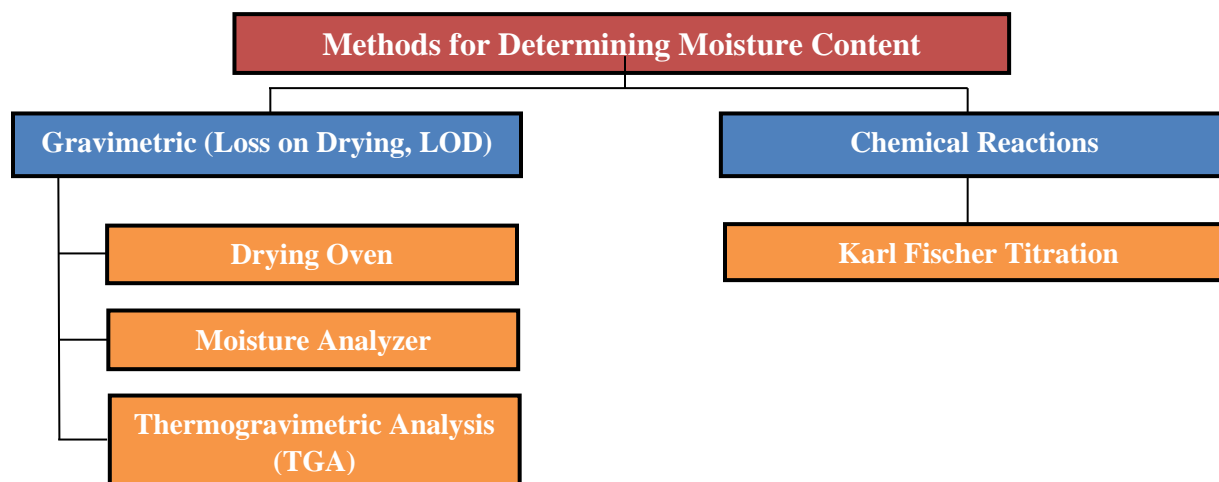 Methods for Determining Moisture Content
Gravimetric (Loss on Drying, LOD)
Chemical Reactions
Drying Oven
Karl Fischer Titration
Moisture Analyzer
Thermogravimetric Analysis
(TGA)